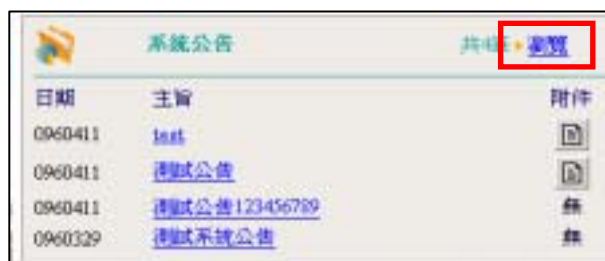 系統公告 共4頁 瀏覽
日期 主旨 附件
0960411 test
0960411 測試公告
0960411 測試公告123456789 無
0960329 測試系統公告 無